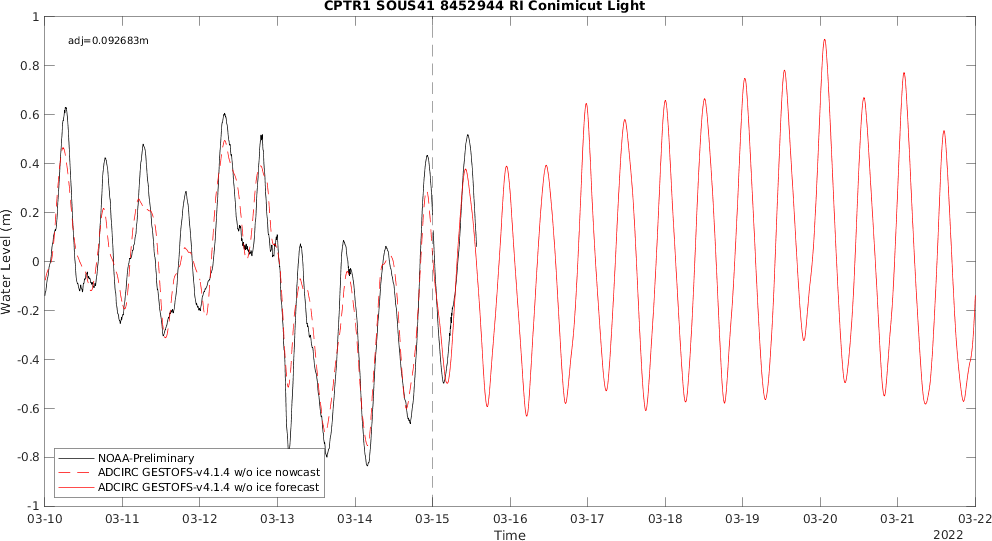 CPTR1 SOUS41 8452944 RI Conimicut Light
adj=0.092683m
1
0.8
0.6
0.4
0.2
0
-0.2
-0.4
-0.6
-0.8
-1
Water Level (m)
NOAA-Preliminary
ADCIRC GESTOFS-v4.1.4 w/o ice nowcast
ADCIRC GESTOFS-v4.1.4 w/o ice forecast
03-10 03-11 03-12 03-13 03-14 03-15 03-16 03-17 03-18 03-19 03-20 03-21 03-22
Time
2022